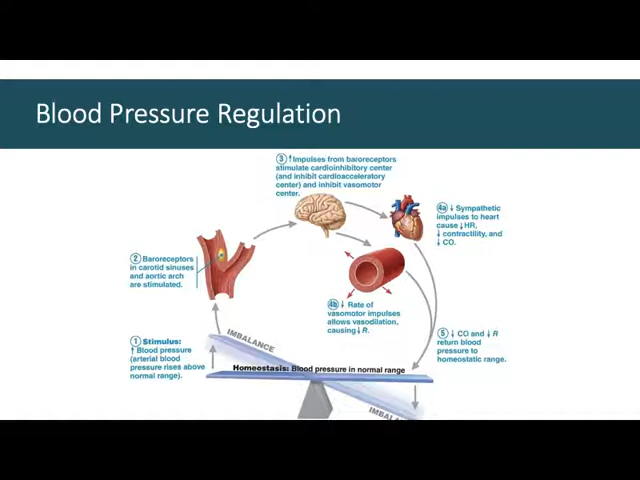 Blood Pressure Regulation
3 ↑ Impulses from baroreceptors
stimulate cardioinhibitory center
(and inhibit cardioacceleratory
center) and inhibit vasomotor
center.
4a ↓ Sympathetic
impulses to heart
cause ↓ HR,
↓ contractility, and
↓ CO.
2 Baroreceptors
in carotid sinuses
and aortic arch
are stimulated.
4b ↓ Rate of
vasomotor impulses
allows vasodilation,
causing ↓ R.
1 Stimulus:
↑ Blood pressure
(arterial blood
pressure rises above
normal range).
IMBALANCE
5 ↓ CO and ↓ R
return blood
pressure to
homeostatic range.
Homeostasis: Blood pressure in normal range